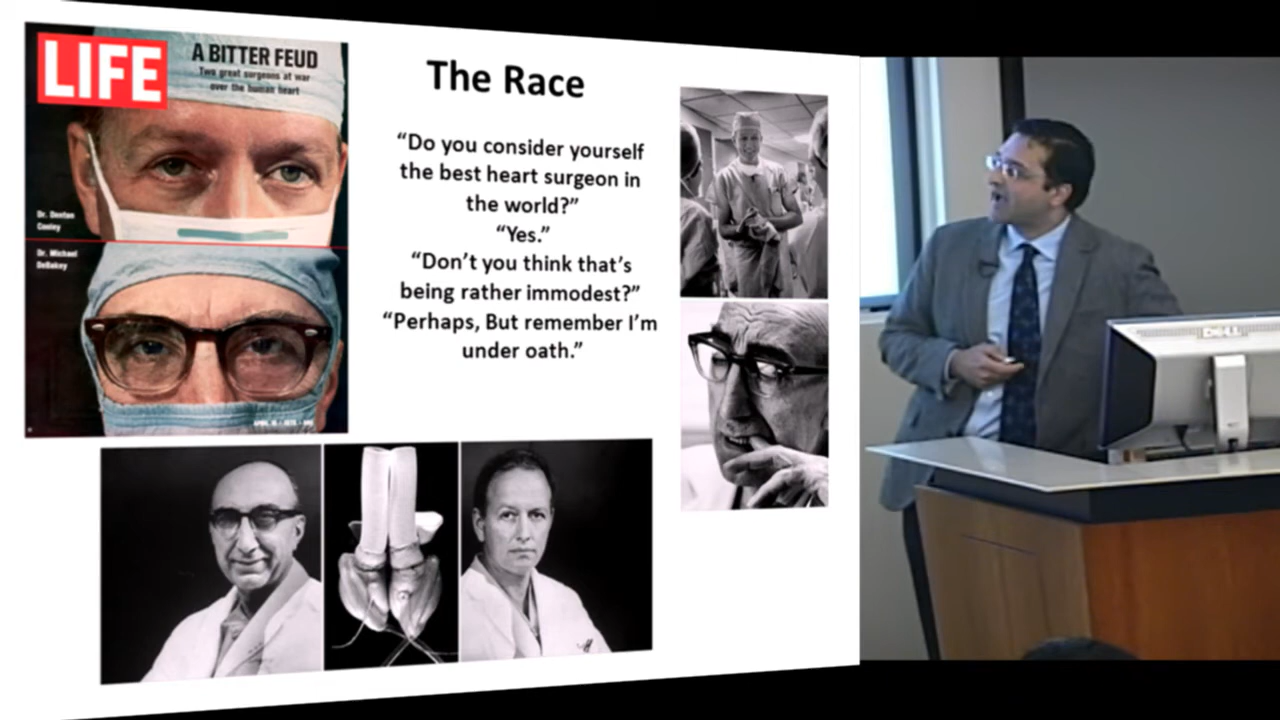 LIFE
A BITTER FEUD
Two great surgeons at war
over the human heart
Dr. Denton
Cooley
Dr. Michael
DeBakey
The Race
“Do you consider yourself
the best heart surgeon in
the world?”
“Yes.”
“Don’t you think that’s
being rather immodest?”
“Perhaps, But remember I’m
under oath.”
DELL